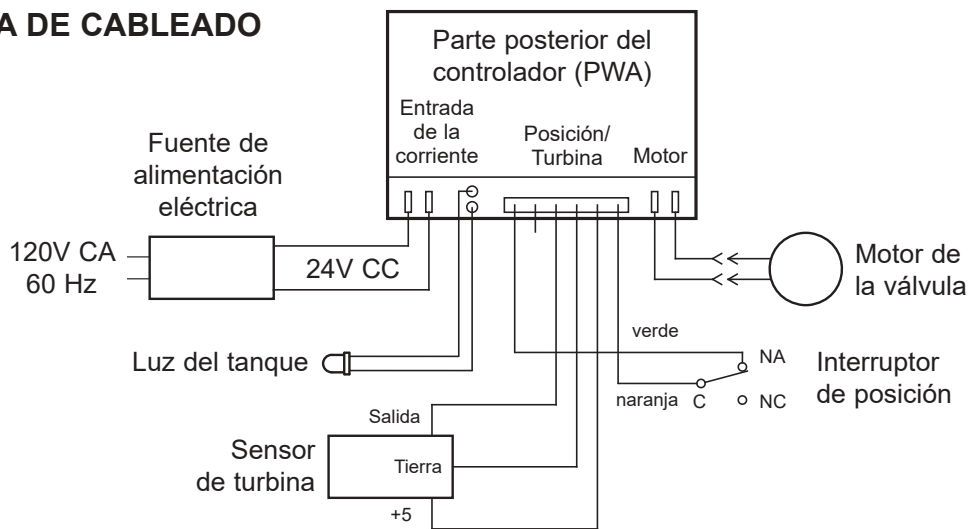 A DE CABLEADO
Parte posterior del
controlador (PWA)
Entrada
de la
corriente
Posición/
Turbina
Motor
Fuente de
alimentación
eléctrica
120V CA
60 Hz
24V CC
Motor de
la válvula
verde
Luz del tanque
NA
Interruptor
de posición
naranja
C
NC
Salida
Sensor
de turbina
Tierra
+5